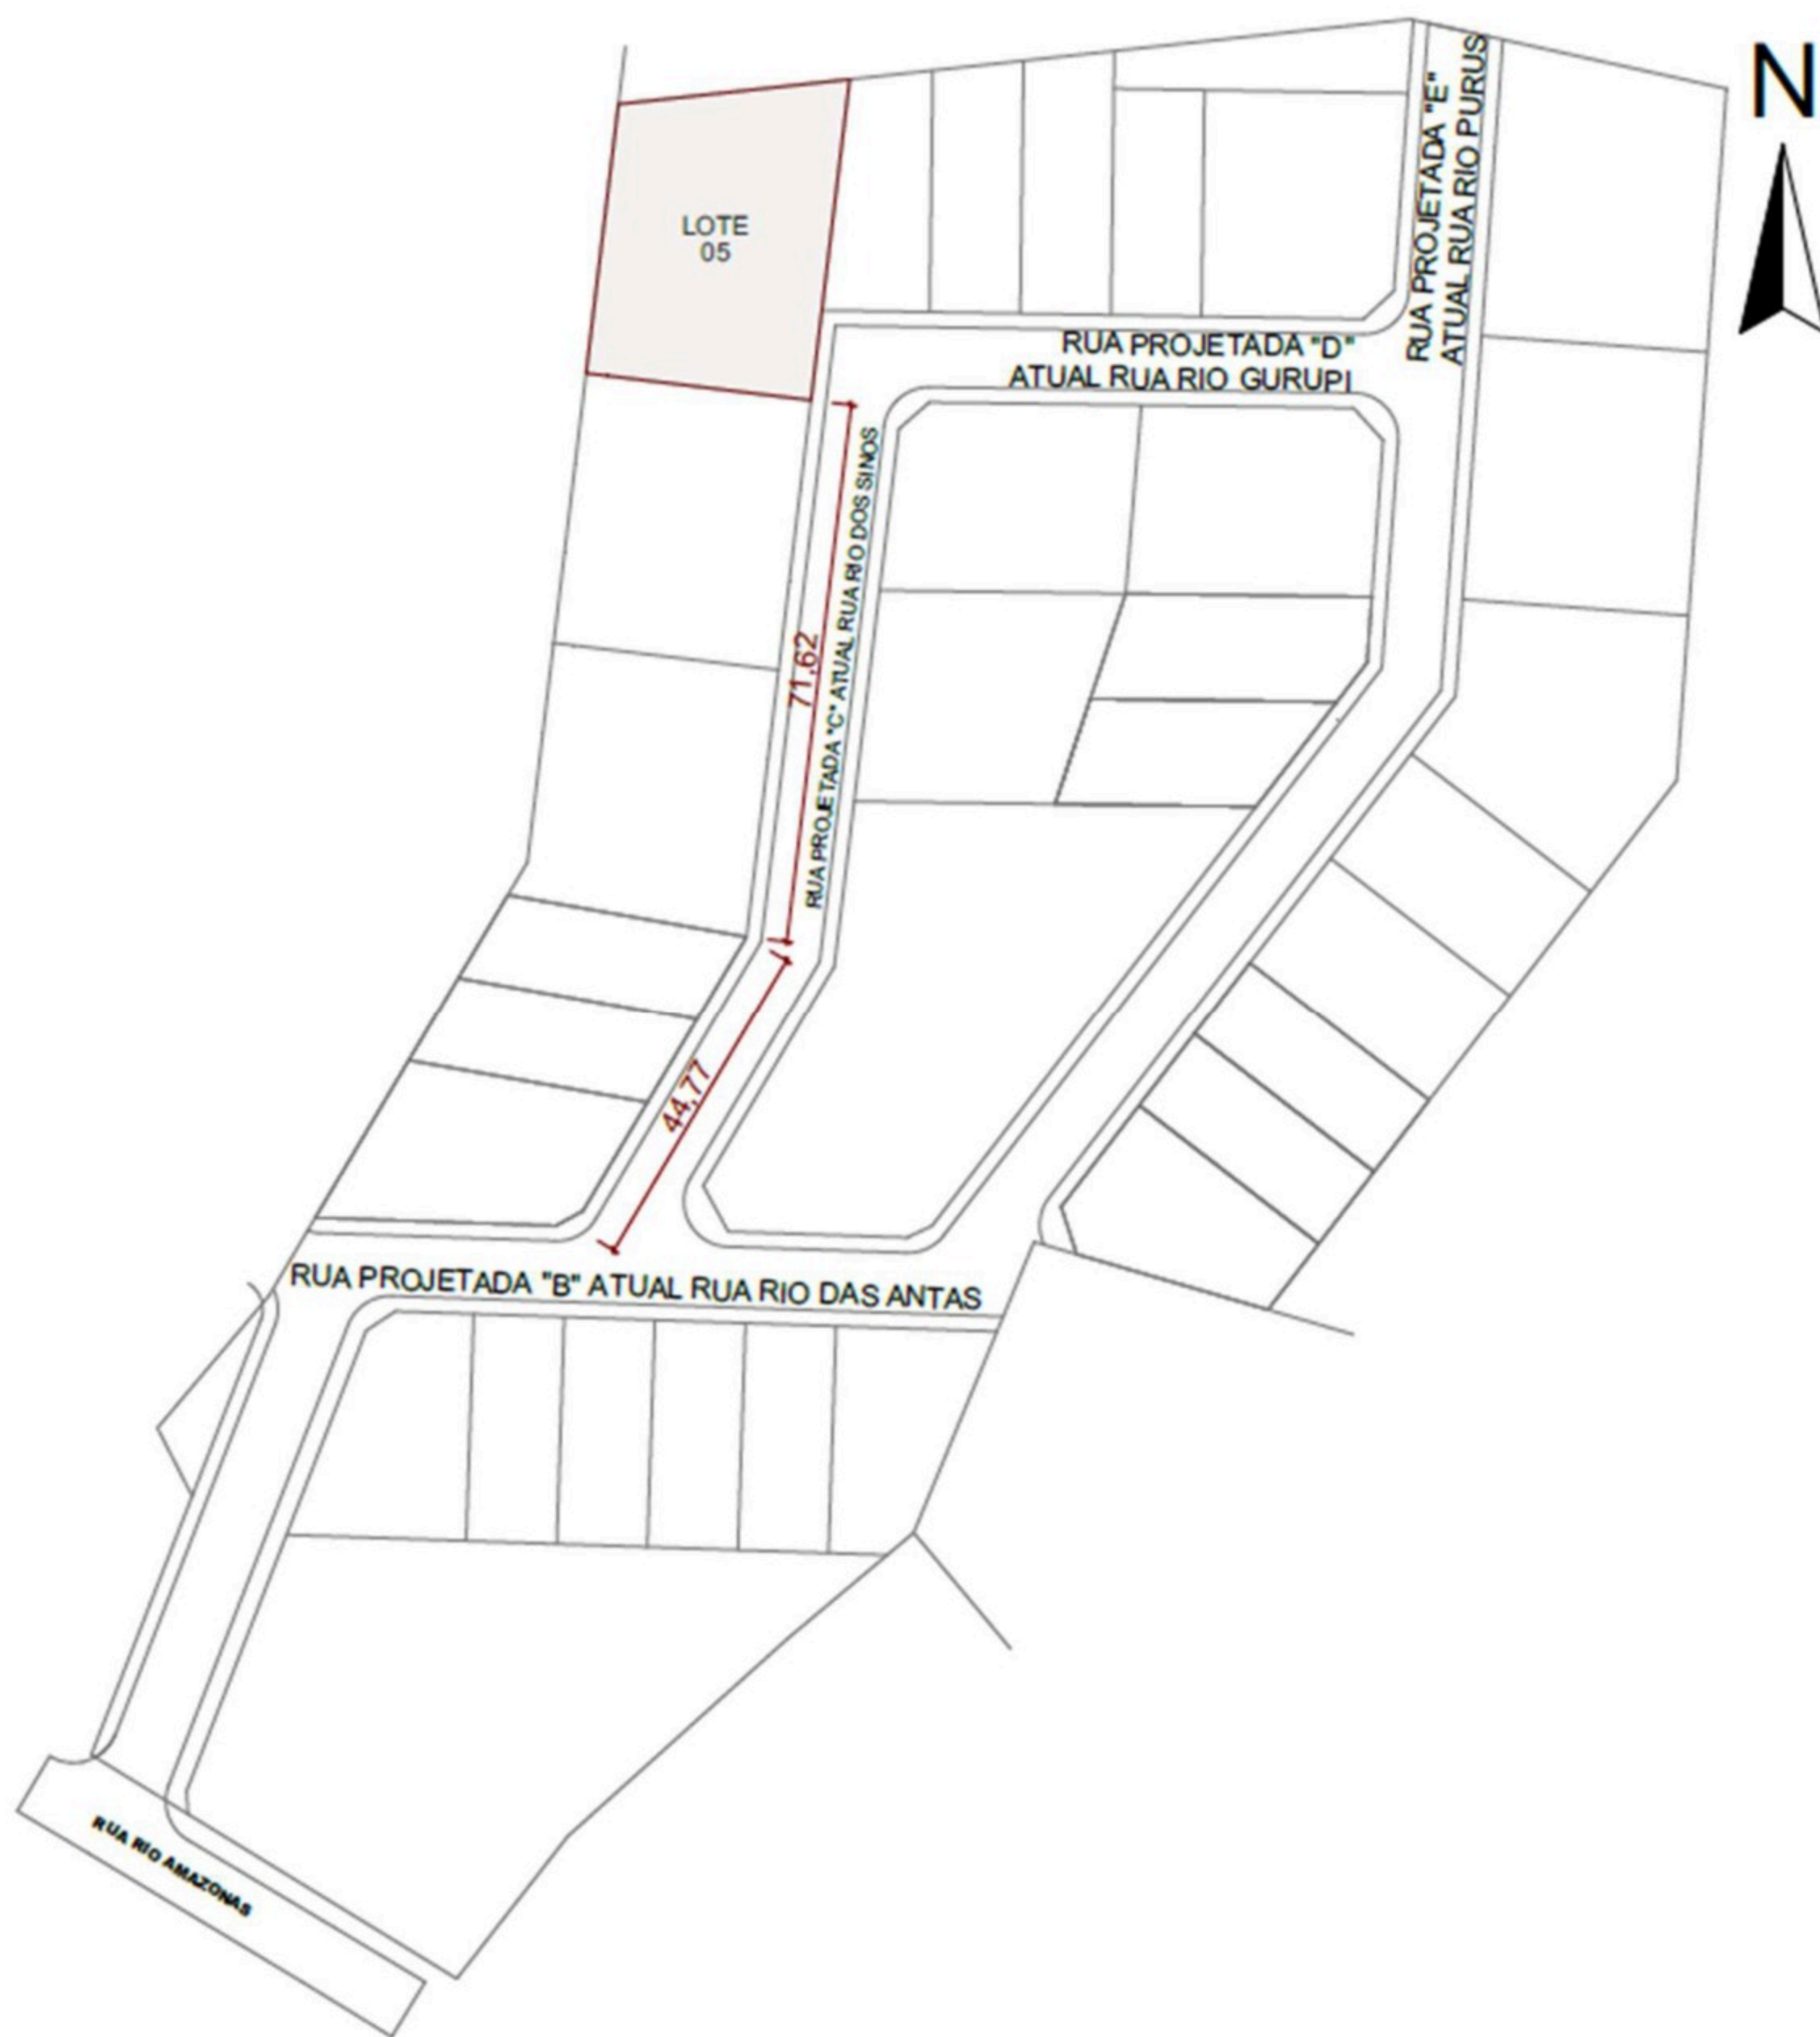 N
RUA PROJETADA "E"
ATUAL RUA RIO PURUS
LOTE
05
RUA PROJETADA "D"
ATUAL RUA RIO GURUPI
71,62
RUA PROJETADA "C" ATUAL RUA RIO DOS SINOS
44,77
RUA PROJETADA "B" ATUAL RUA RIO DAS ANTAS
RUA RIO AMAZONAS